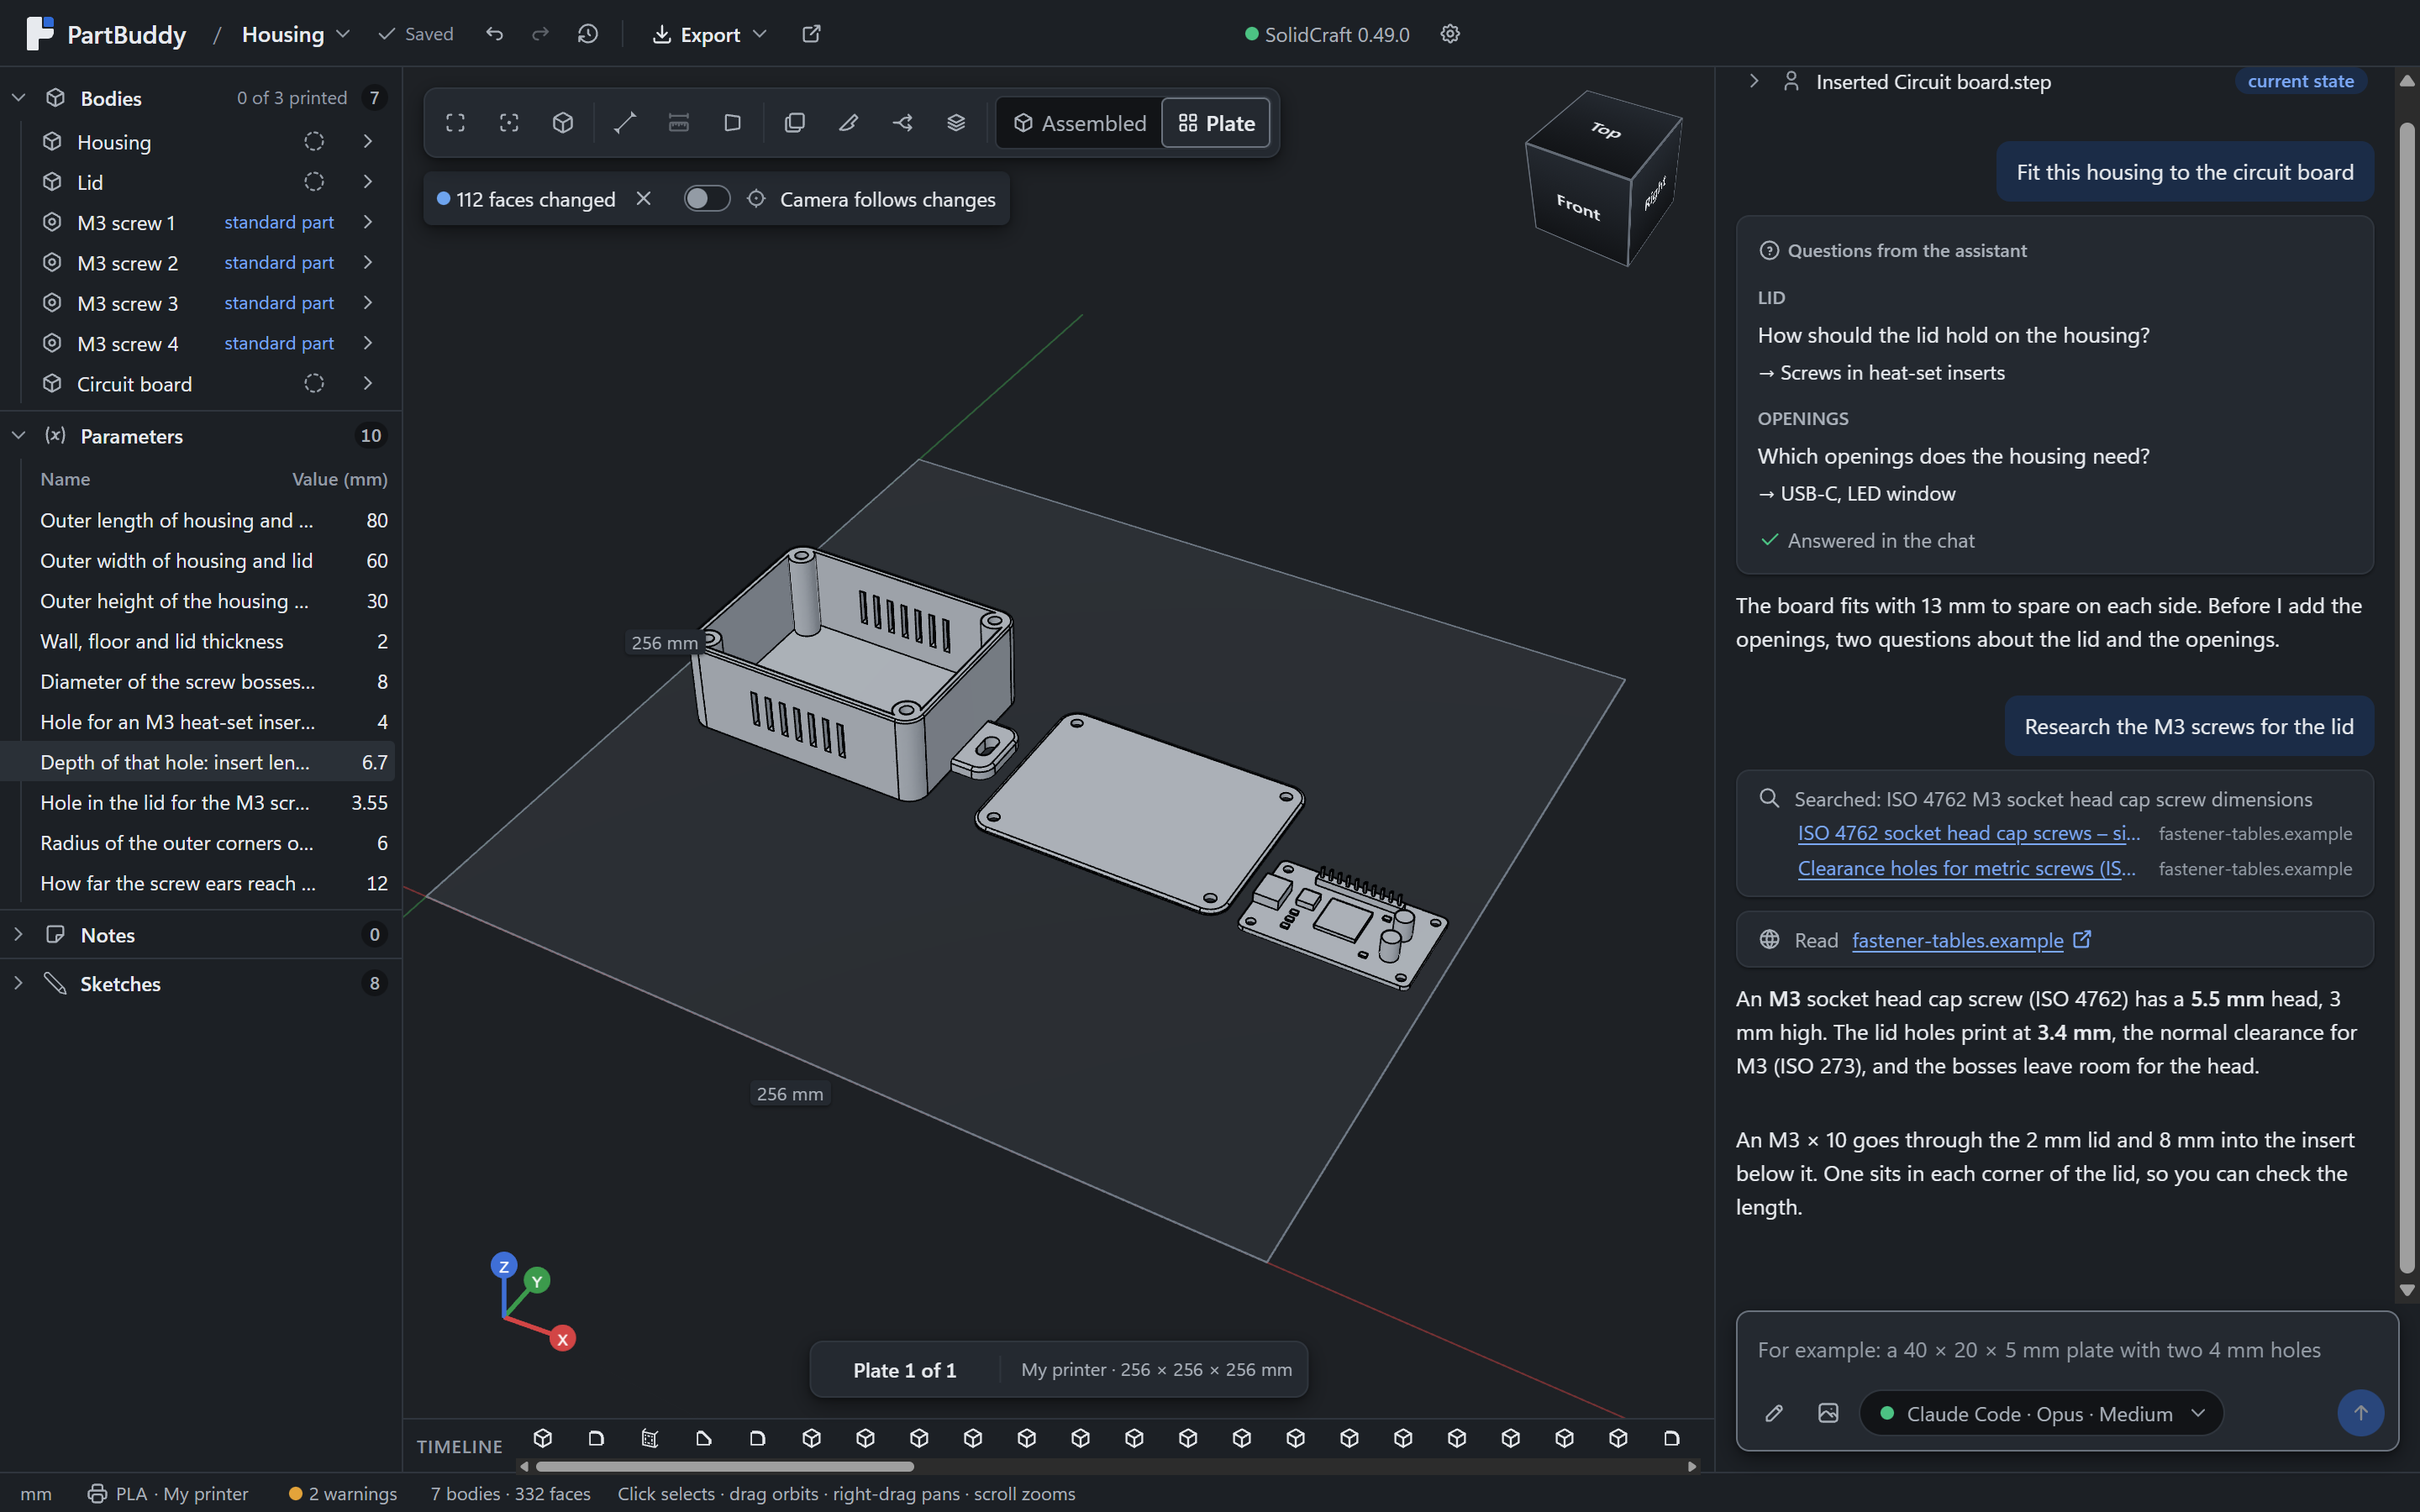 PartBuddy / Housing
Saved
Export
SolidCraft 0.49.0
Bodies 0 of 3 printed 7
Housing
Lid
M3 screw 1 standard part
M3 screw 2 standard part
M3 screw 3 standard part
M3 screw 4 standard part
Circuit board
(x) Parameters 10
Name Value (mm)
Outer length of housing and ... 80
Outer width of housing and lid 60
Outer height of the housing ... 30
Wall, floor and lid thickness 2
Diameter of the screw bosses... 8
Hole for an M3 heat-set inser... 4
Depth of that hole: insert len... 6.7
Hole in the lid for the M3 scr... 3.55
Radius of the outer corners o... 6
How far the screw ears reach ... 12
Notes 0
Sketches 8
Assembled
Plate
112 faces changed
Camera follows changes
Top
Front
Right
256 mm
256 mm
Z
Y
X
Plate 1 of 1
My printer · 256 × 256 × 256 mm
TIMELINE
Inserted Circuit board.step current state
Fit this housing to the circuit board
Questions from the assistant
LID
How should the lid hold on the housing?
→ Screws in heat-set inserts
OPENINGS
Which openings does the housing need?
→ USB-C, LED window
Answered in the chat
The board fits with 13 mm to spare on each side. Before I add the
openings, two questions about the lid and the openings.
Research the M3 screws for the lid
Searched: ISO 4762 M3 socket head cap screw dimensions
ISO 4762 socket head cap screws – si... fastener-tables.example
Clearance holes for metric screws (IS... fastener-tables.example
Read fastener-tables.example
An M3 socket head cap screw (ISO 4762) has a 5.5 mm head, 3
mm high. The lid holes print at 3.4 mm, the normal clearance for
M3 (ISO 273), and the bosses leave room for the head.
An M3 × 10 goes through the 2 mm lid and 8 mm into the insert
below it. One sits in each corner of the lid, so you can check the
length.
For example: a 40 × 20 × 5 mm plate with two 4 mm holes
Claude Code · Opus · Medium
mm
PLA · My printer
2 warnings
7 bodies · 332 faces
Click selects · drag orbits · right-drag pans · scroll zooms